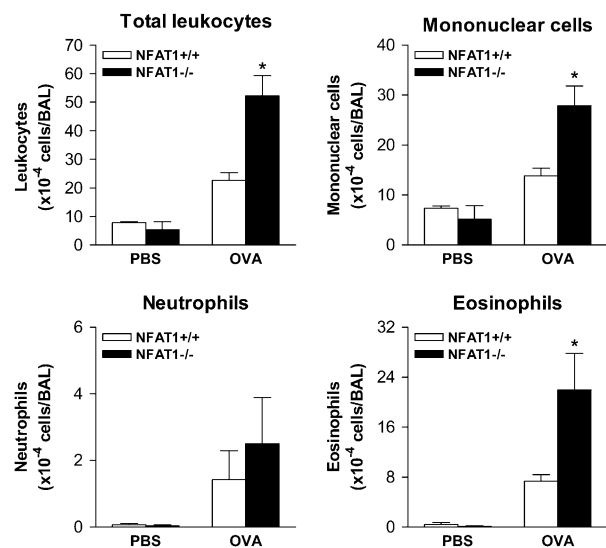 Total leukocytes
NFAT1+/+
NFAT1-/-
*
70
60
50
40
30
20
10
0
Leukocytes
(x10⁻⁴ cells/BAL)
PBS
OVA
Mononuclear cells
NFAT1+/+
NFAT1-/-
*
40
30
20
10
0
Mononuclear cells
(x10⁻⁴ cells/BAL)
PBS
OVA
Neutrophils
NFAT1+/+
NFAT1-/-
6
4
2
0
Neutrophils
(x10⁻⁴ cells/BAL)
PBS
OVA
Eosinophils
NFAT1+/+
NFAT1-/-
*
32
24
16
8
0
Eosinophils
(x10⁻⁴ cells/BAL)
PBS
OVA